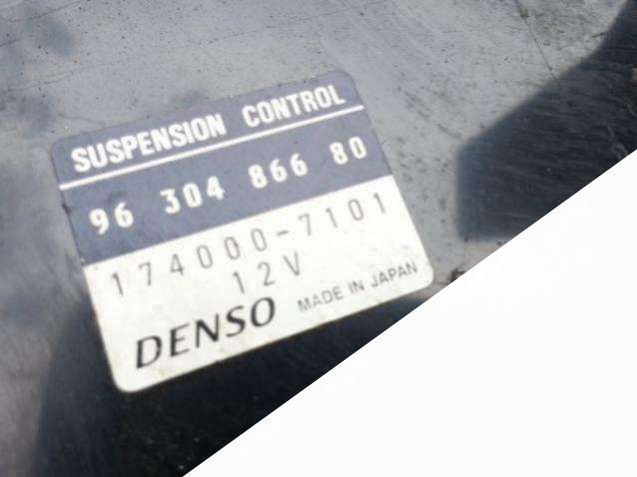 SUSPENSION CONTROL
96 304 866 80
174000-7101
12V
DENSO MADE IN JAPAN